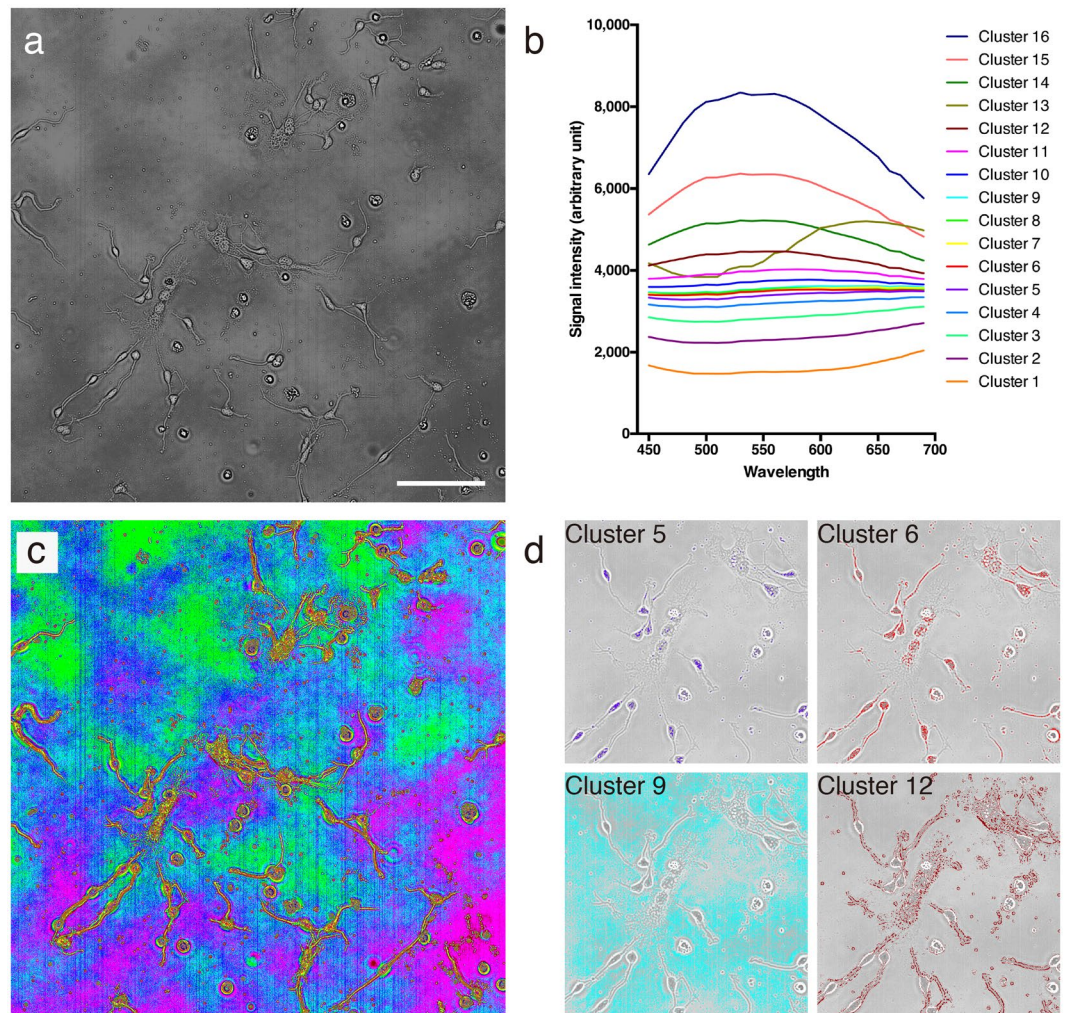 a
b
10,000
8,000
6,000
4,000
2,000
0
Signal intensity (arbitrary unit)
450 500 550 600 650 700
Wavelength
Cluster 16
Cluster 15
Cluster 14
Cluster 13
Cluster 12
Cluster 11
Cluster 10
Cluster 9
Cluster 8
Cluster 7
Cluster 6
Cluster 5
Cluster 4
Cluster 3
Cluster 2
Cluster 1
c
d
Cluster 5
Cluster 6
Cluster 9
Cluster 12